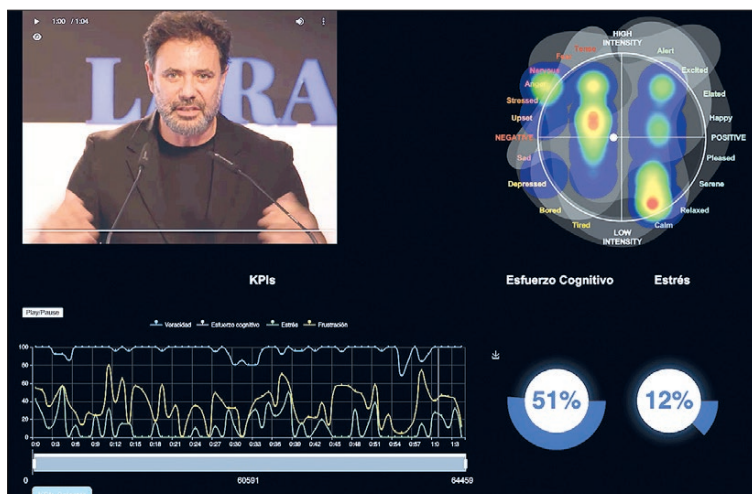 1:00 / 1:04
LARA
HIGH
INTENSITY
Tense
Alert
Fear
Excited
Nervous
Anger
Elated
Stressed
Upset
Happy
NEGATIVE
POSITIVE
Sad
Pleased
Depressed
Serene
Bored
Relaxed
Tired
Calm
LOW
INTENSITY
KPIs
Esfuerzo Cognitivo
Estrés
Play/Pause
Veracidad
Esfuerzo cognitivo
Estrés
Frustración
100
80
60
40
20
0
0:0 0:3 0:6 0:9 0:12 0:15 0:18 0:21 0:24 0:27 0:30 0:33 0:36 0:39 0:42 0:45 0:48 0:51 0:54 0:57 1:0 1:3
51%
12%
0
60591
64459